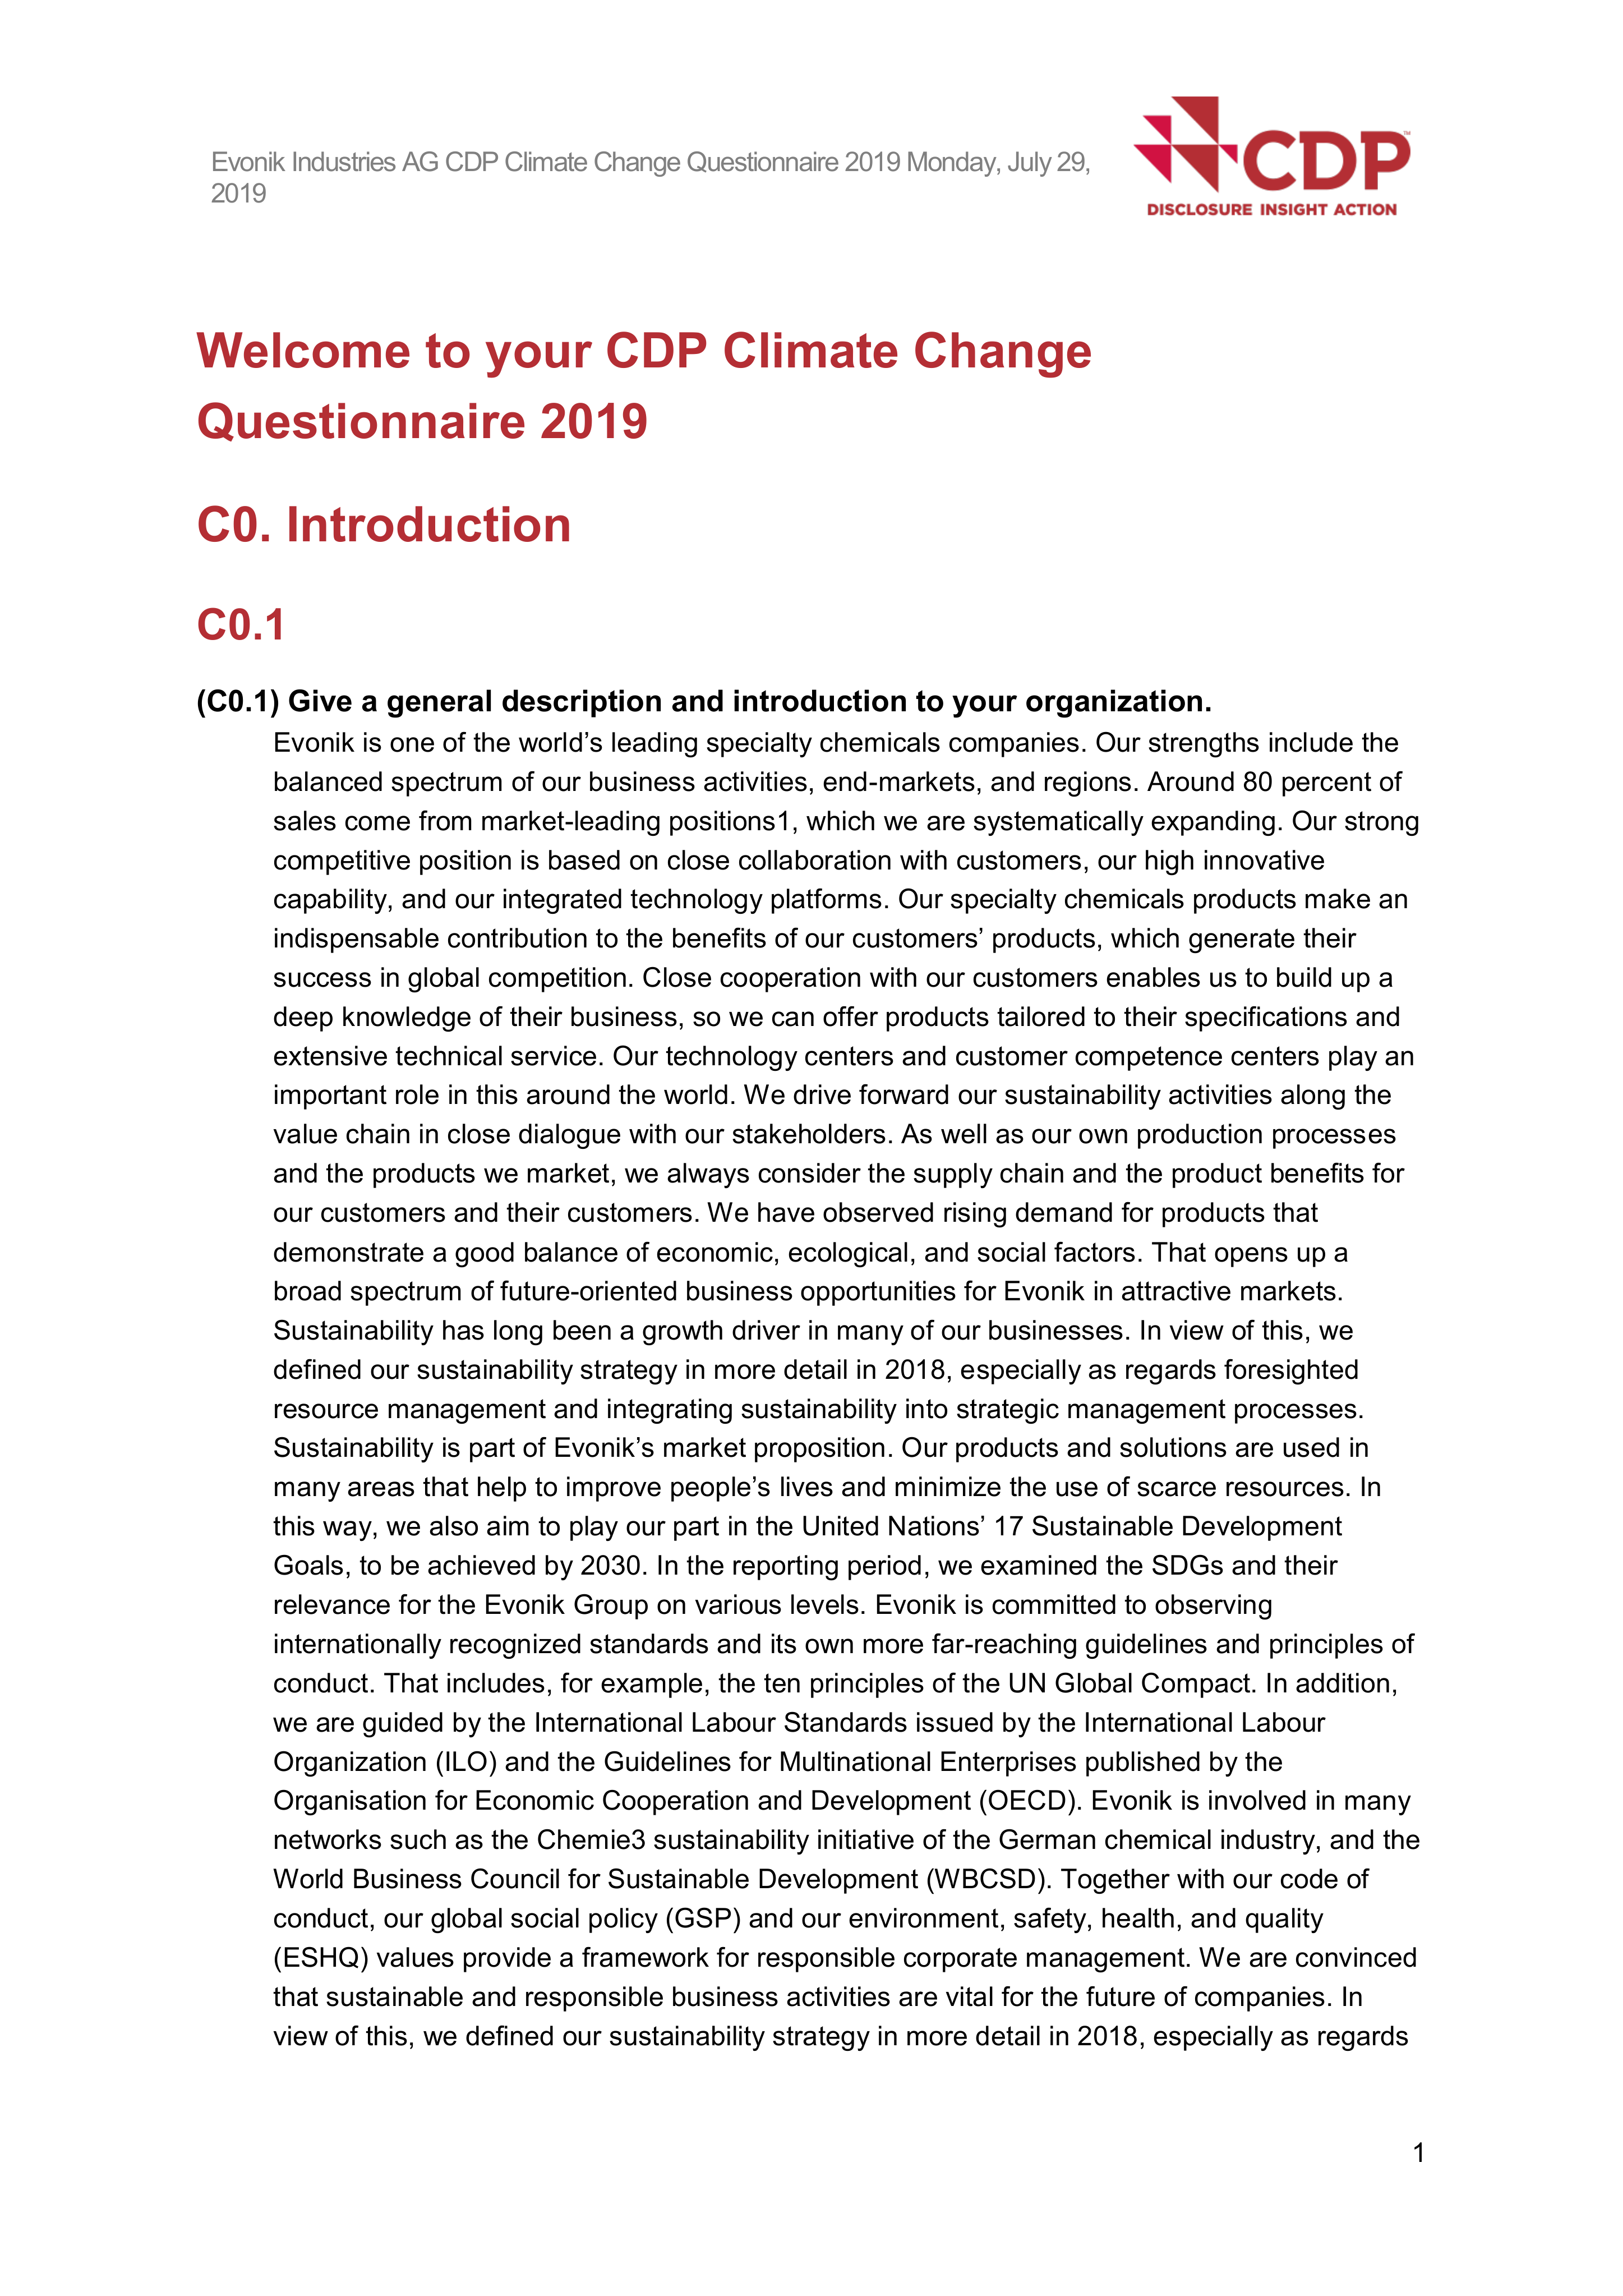 Evonik Industries AG CDP Climate Change Questionnaire 2019 Monday, July 29,
2019
CDP™
DISCLOSURE INSIGHT ACTION
Welcome to your CDP Climate Change
Questionnaire 2019
C0. Introduction
C0.1
(C0.1) Give a general description and introduction to your organization.
Evonik is one of the world’s leading specialty chemicals companies. Our strengths include the
balanced spectrum of our business activities, end-markets, and regions. Around 80 percent of
sales come from market-leading positions1, which we are systematically expanding. Our strong
competitive position is based on close collaboration with customers, our high innovative
capability, and our integrated technology platforms. Our specialty chemicals products make an
indispensable contribution to the benefits of our customers’ products, which generate their
success in global competition. Close cooperation with our customers enables us to build up a
deep knowledge of their business, so we can offer products tailored to their specifications and
extensive technical service. Our technology centers and customer competence centers play an
important role in this around the world. We drive forward our sustainability activities along the
value chain in close dialogue with our stakeholders. As well as our own production processes
and the products we market, we always consider the supply chain and the product benefits for
our customers and their customers. We have observed rising demand for products that
demonstrate a good balance of economic, ecological, and social factors. That opens up a
broad spectrum of future-oriented business opportunities for Evonik in attractive markets.
Sustainability has long been a growth driver in many of our businesses. In view of this, we
defined our sustainability strategy in more detail in 2018, especially as regards foresighted
resource management and integrating sustainability into strategic management processes.
Sustainability is part of Evonik’s market proposition. Our products and solutions are used in
many areas that help to improve people’s lives and minimize the use of scarce resources. In
this way, we also aim to play our part in the United Nations’ 17 Sustainable Development
Goals, to be achieved by 2030. In the reporting period, we examined the SDGs and their
relevance for the Evonik Group on various levels. Evonik is committed to observing
internationally recognized standards and its own more far-reaching guidelines and principles of
conduct. That includes, for example, the ten principles of the UN Global Compact. In addition,
we are guided by the International Labour Standards issued by the International Labour
Organization (ILO) and the Guidelines for Multinational Enterprises published by the
Organisation for Economic Cooperation and Development (OECD). Evonik is involved in many
networks such as the Chemie3 sustainability initiative of the German chemical industry, and the
World Business Council for Sustainable Development (WBCSD). Together with our code of
conduct, our global social policy (GSP) and our environment, safety, health, and quality
(ESHQ) values provide a framework for responsible corporate management. We are convinced
that sustainable and responsible business activities are vital for the future of companies. In
view of this, we defined our sustainability strategy in more detail in 2018, especially as regards
1